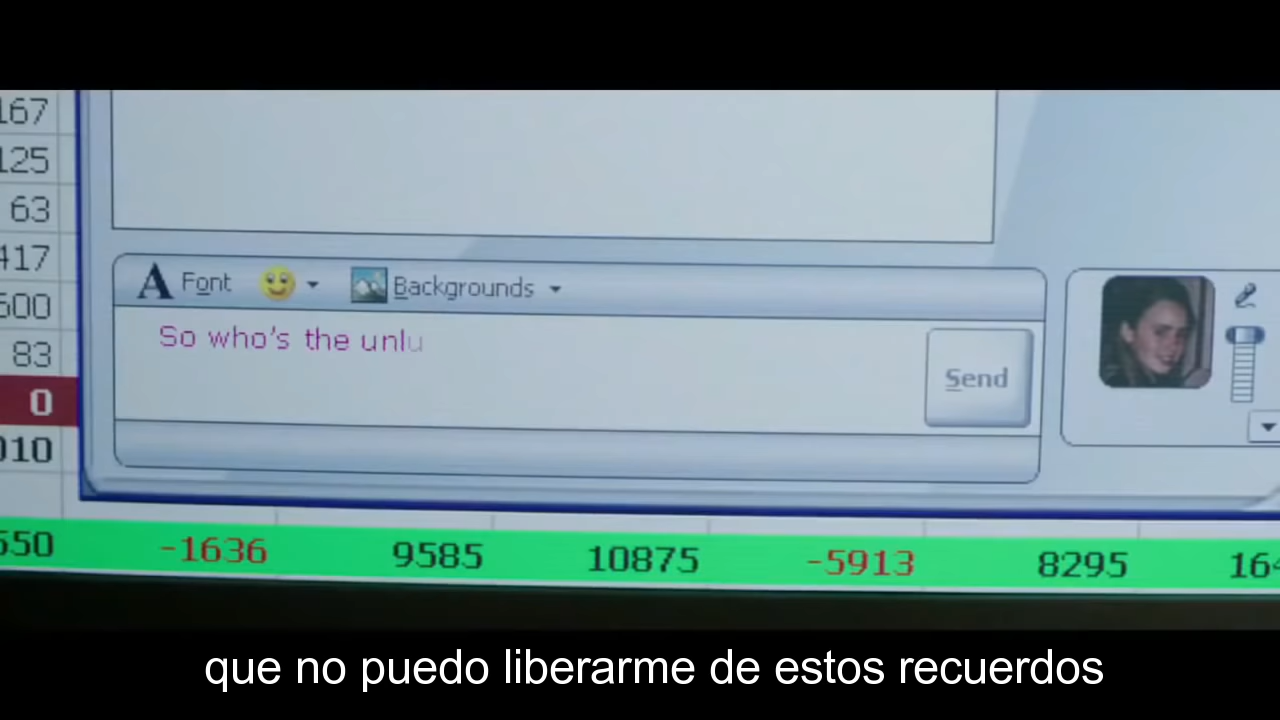 167
125
63
417
600
83
0
010
Font
Backgrounds
So who's the unlu
Send
550 -1636 9585 10875 -5913 8295 164
que no puedo liberarme de estos recuerdos